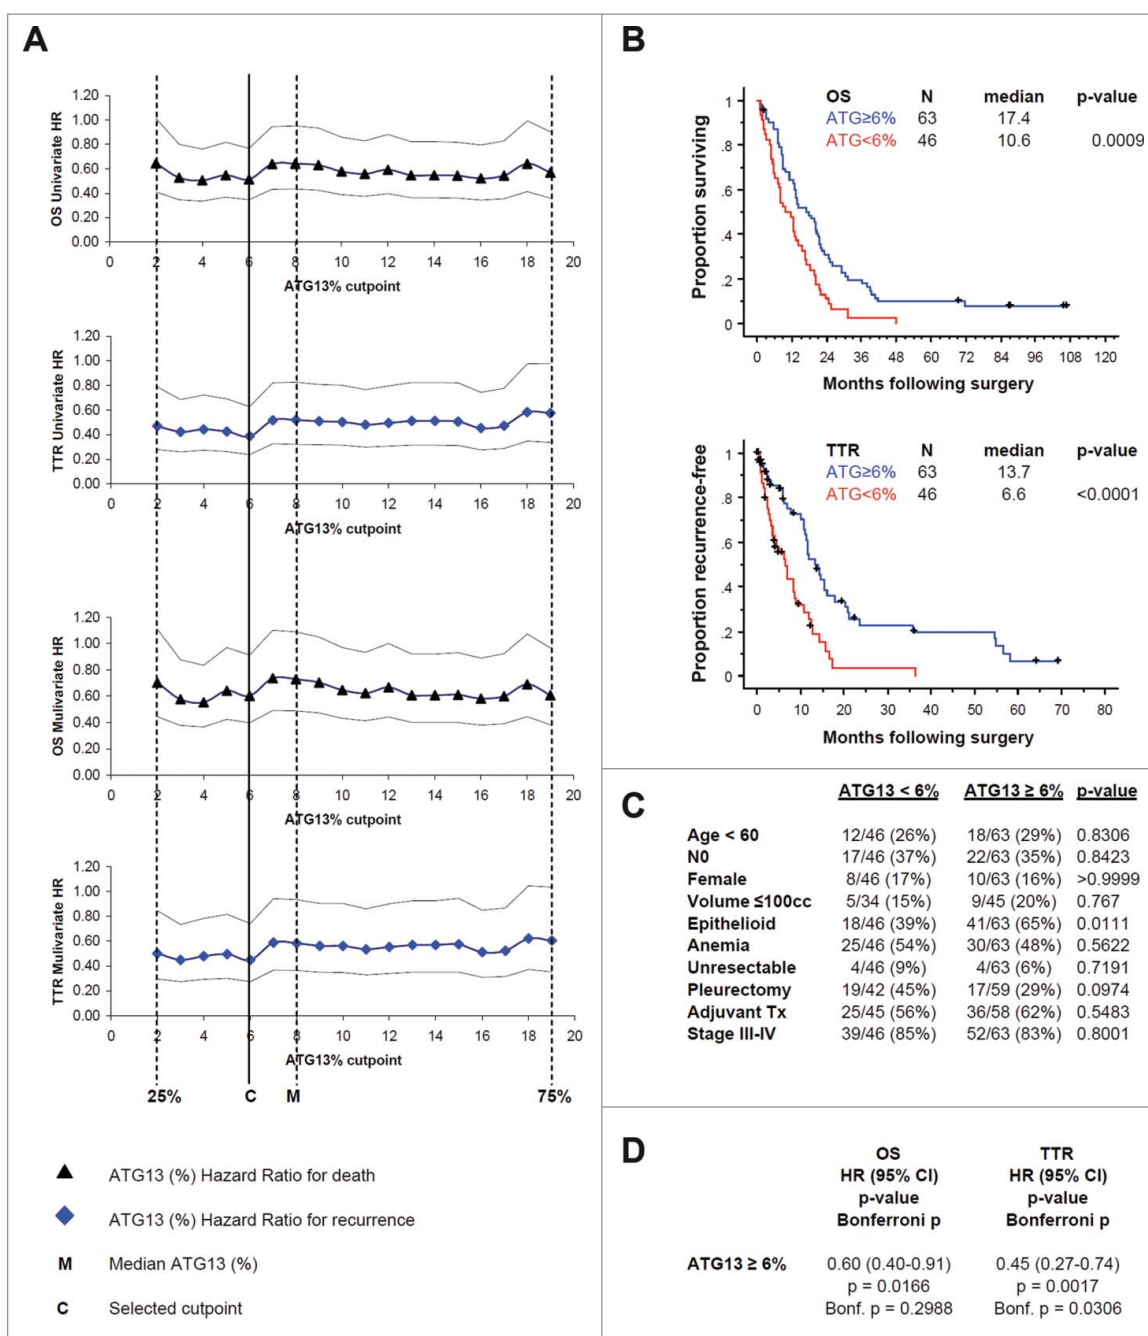 A
1.20
1.00
0.80
0.60
0.40
0.20
0.00
OS Univariate HR
0 2 4 6 8 10 12 14 16 18 20
ATG13% cutpoint
1.20
1.00
0.80
0.60
0.40
0.20
0.00
TTR Univariate HR
0 2 4 6 8 10 12 14 16 18 20
ATG13% cutpoint
1.20
1.00
0.80
0.60
0.40
0.20
0.00
OS Mulivariate HR
0 2 4 6 8 10 12 14 16 18 20
ATG13% cutpoint
1.20
1.00
0.80
0.60
0.40
0.20
0.00
TTR Multivariate HR
0 2 4 6 8 10 12 14 16 18 20
ATG13% cutpoint
25% C M 75%
ATG13 (%) Hazard Ratio for death
ATG13 (%) Hazard Ratio for recurrence
M Median ATG13 (%)
C Selected cutpoint
B
OS N median p-value
ATG≥6% 63 17.4
ATG<6% 46 10.6 0.0009
Proportion surviving
1
.8
.6
.4
.2
0
0 12 24 36 48 60 72 84 96 108 120
Months following surgery
TTR N median p-value
ATG≥6% 63 13.7
ATG<6% 46 6.6 <0.0001
Proportion recurrence-free
1
.8
.6
.4
.2
0
0 10 20 30 40 50 60 70 80
Months following surgery
C
ATG13 < 6% ATG13 ≥ 6% p-value
Age < 60 12/46 (26%) 18/63 (29%) 0.8306
N0 17/46 (37%) 22/63 (35%) 0.8423
Female 8/46 (17%) 10/63 (16%) >0.9999
Volume ≤100cc 5/34 (15%) 9/45 (20%) 0.767
Epithelioid 18/46 (39%) 41/63 (65%) 0.0111
Anemia 25/46 (54%) 30/63 (48%) 0.5622
Unresectable 4/46 (9%) 4/63 (6%) 0.7191
Pleurectomy 19/42 (45%) 17/59 (29%) 0.0974
Adjuvant Tx 25/45 (56%) 36/58 (62%) 0.5483
Stage III-IV 39/46 (85%) 52/63 (83%) 0.8001
D
OS TTR
HR (95% CI) HR (95% CI)
p-value p-value
Bonferroni p Bonferroni p
ATG13 ≥ 6% 0.60 (0.40-0.91) 0.45 (0.27-0.74)
p = 0.0166 p = 0.0017
Bonf. p = 0.2988 Bonf. p = 0.0306